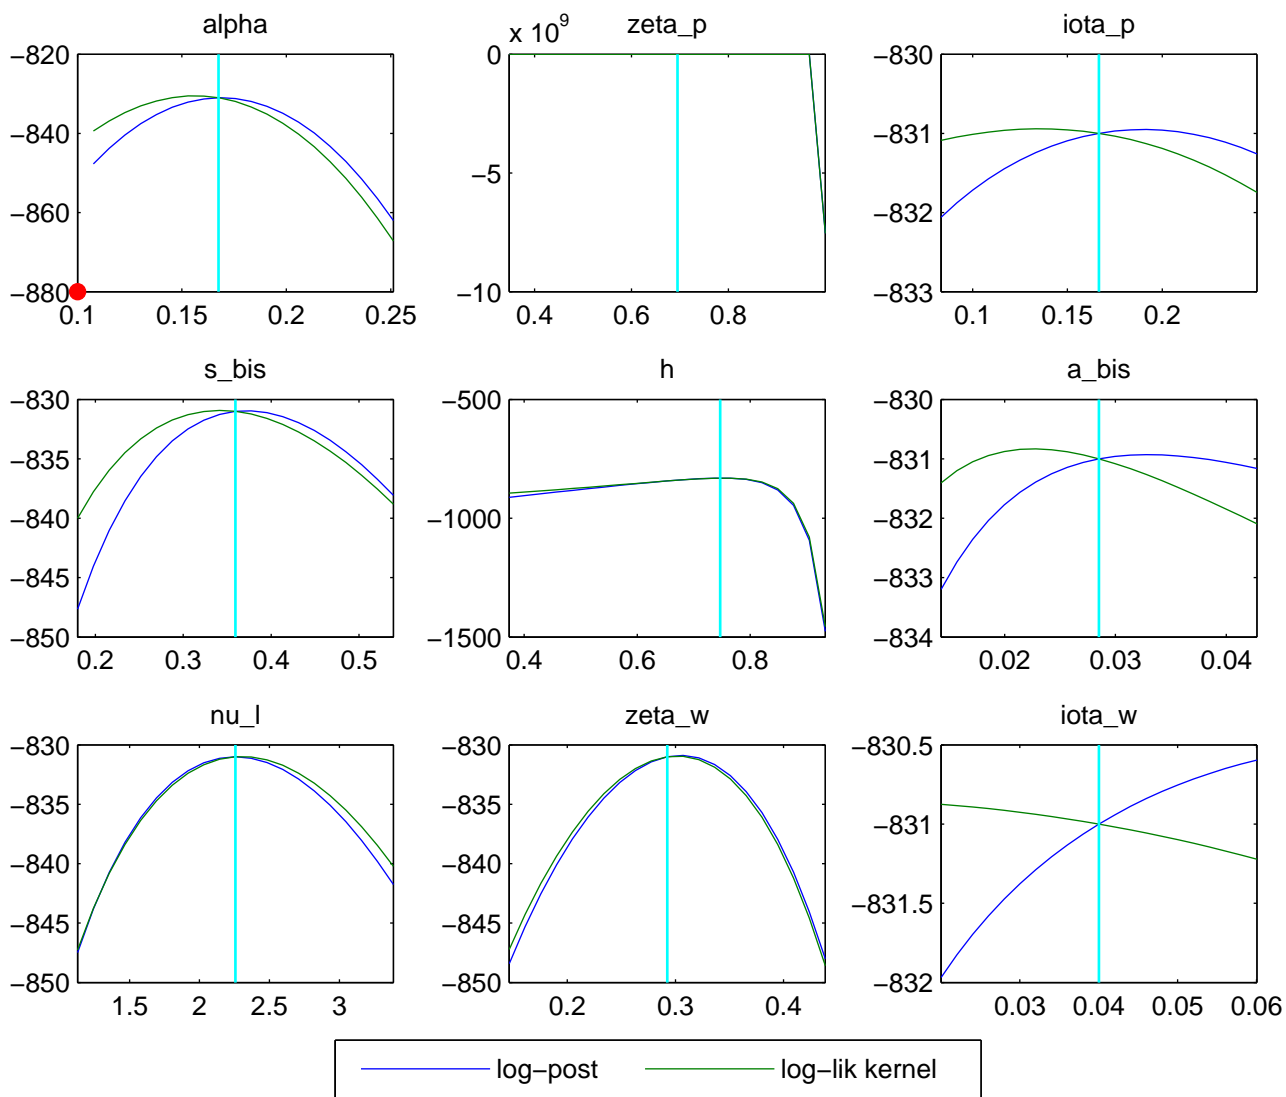 alpha
−820
−840
−860
−880
0.1 0.15 0.2 0.25
zeta_p
x 10^9
0
−5
−10
0.4 0.6 0.8
iota_p
−830
−831
−832
−833
0.1 0.15 0.2
s_bis
−830
−835
−840
−845
−850
0.2 0.3 0.4 0.5
h
−500
−1000
−1500
0.4 0.6 0.8
a_bis
−830
−831
−832
−833
−834
0.02 0.03 0.04
nu_l
−830
−835
−840
−845
−850
1.5 2 2.5 3
zeta_w
−830
−835
−840
−845
−850
0.2 0.3 0.4
iota_w
−830.5
−831
−831.5
−832
0.03 0.04 0.05 0.06
log−post log−lik kernel